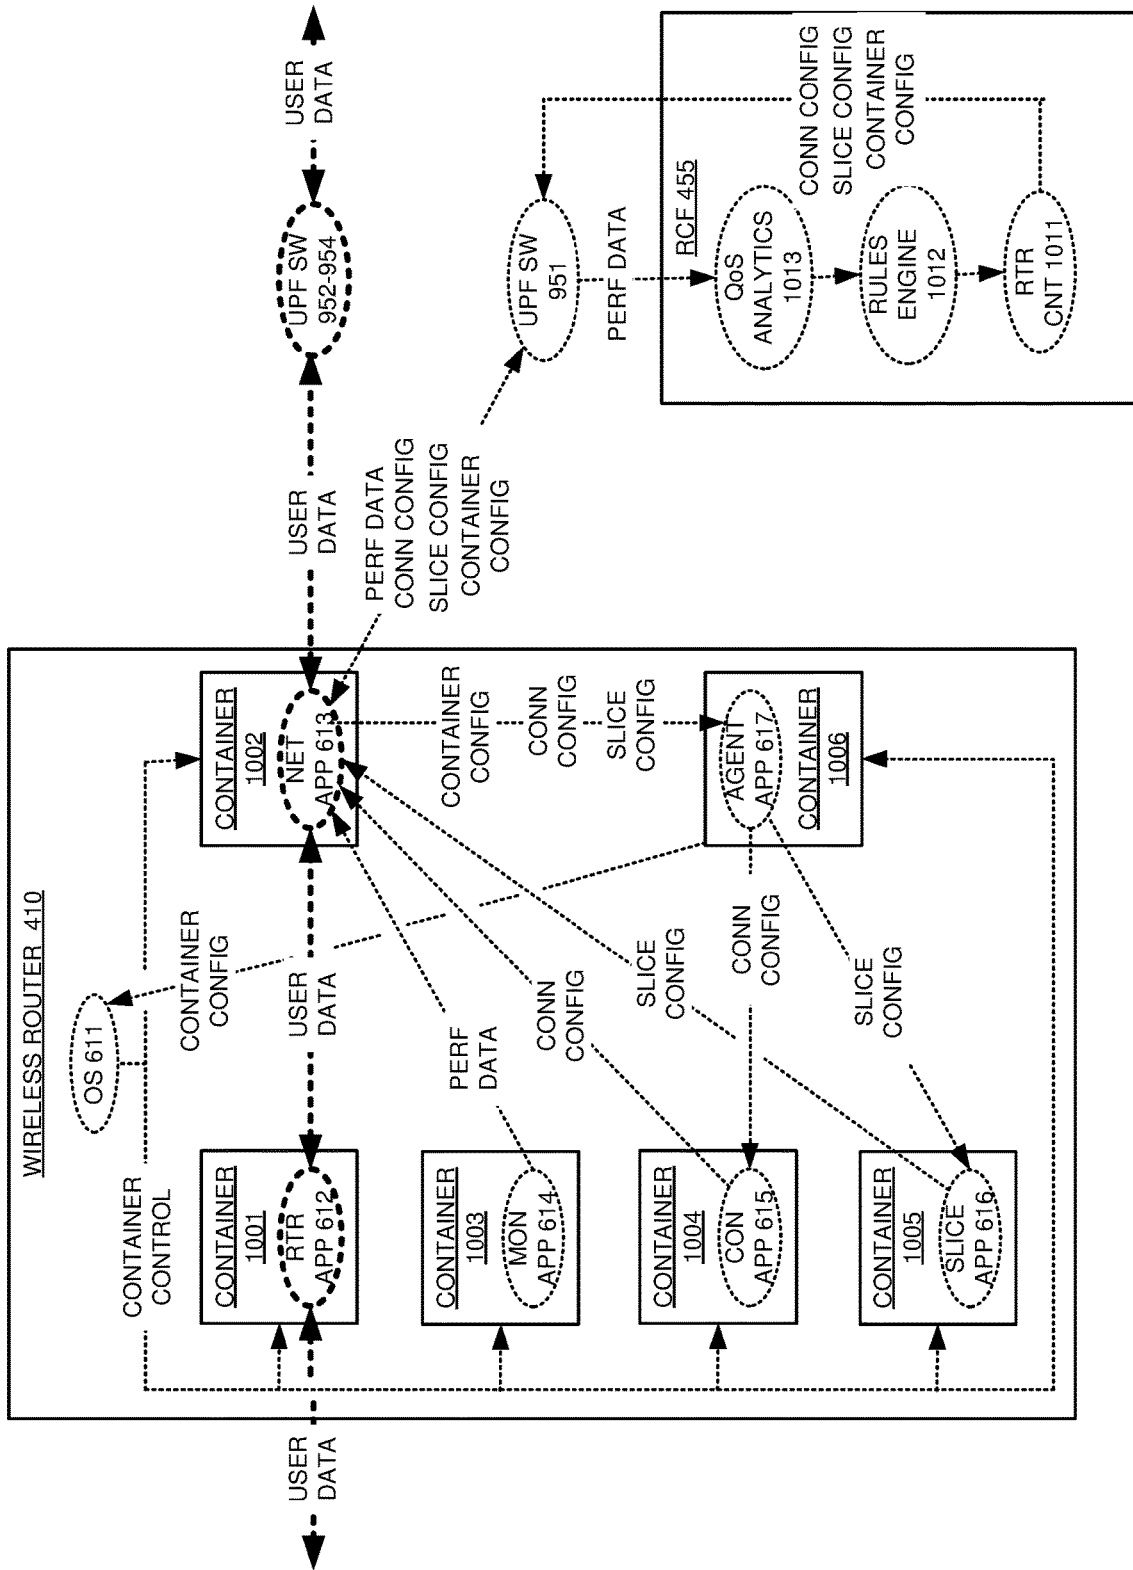 WIRELESS ROUTER 410
OS 611
CONTAINER
CONTROL
CONTAINER
CONFIG
USER
DATA
CONTAINER
1001
RTR
APP 612
USER
DATA
CONTAINER
1002
NET
APP 613
USER
DATA
UPF SW
952-954
USER
DATA
CONTAINER
1003
MON
APP 614
PERF
DATA
CONTAINER
CONFIG
CONN
CONFIG
SLICE
CONFIG
PERF DATA
CONN CONFIG
SLICE CONFIG
CONTAINER
CONFIG
UPF SW
951
PERF DATA
CONTAINER
1004
CON
APP 615
CONN
CONFIG
SLICE
CONFIG
CONN
CONFIG
AGENT
APP 617
CONTAINER
1006
CONTAINER
1005
SLICE
APP 616
SLICE
CONFIG
RCF 455
QoS
ANALYTICS
1013
RULES
ENGINE
1012
RTR
CNT 1011
CONN CONFIG
SLICE CONFIG
CONTAINER
CONFIG